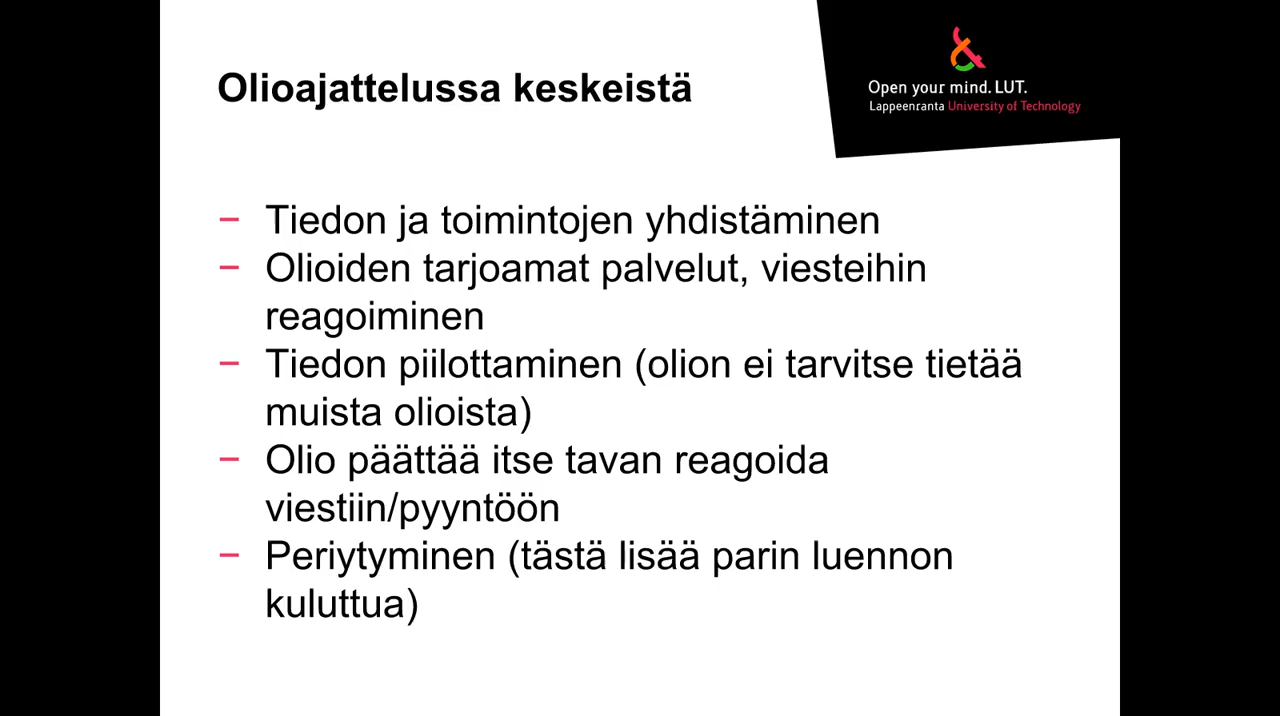 Olioajattelussa keskeistä
Open your mind. LUT.
Lappeenranta University of Technology
– Tiedon ja toimintojen yhdistäminen
– Olioiden tarjoamat palvelut, viesteihin
reagoiminen
– Tiedon piilottaminen (olion ei tarvitse tietää
muista olioista)
– Olio päättää itse tavan reagoida
viestiin/pyyntöön
– Periytyminen (tästä lisää parin luennon
kuluttua)